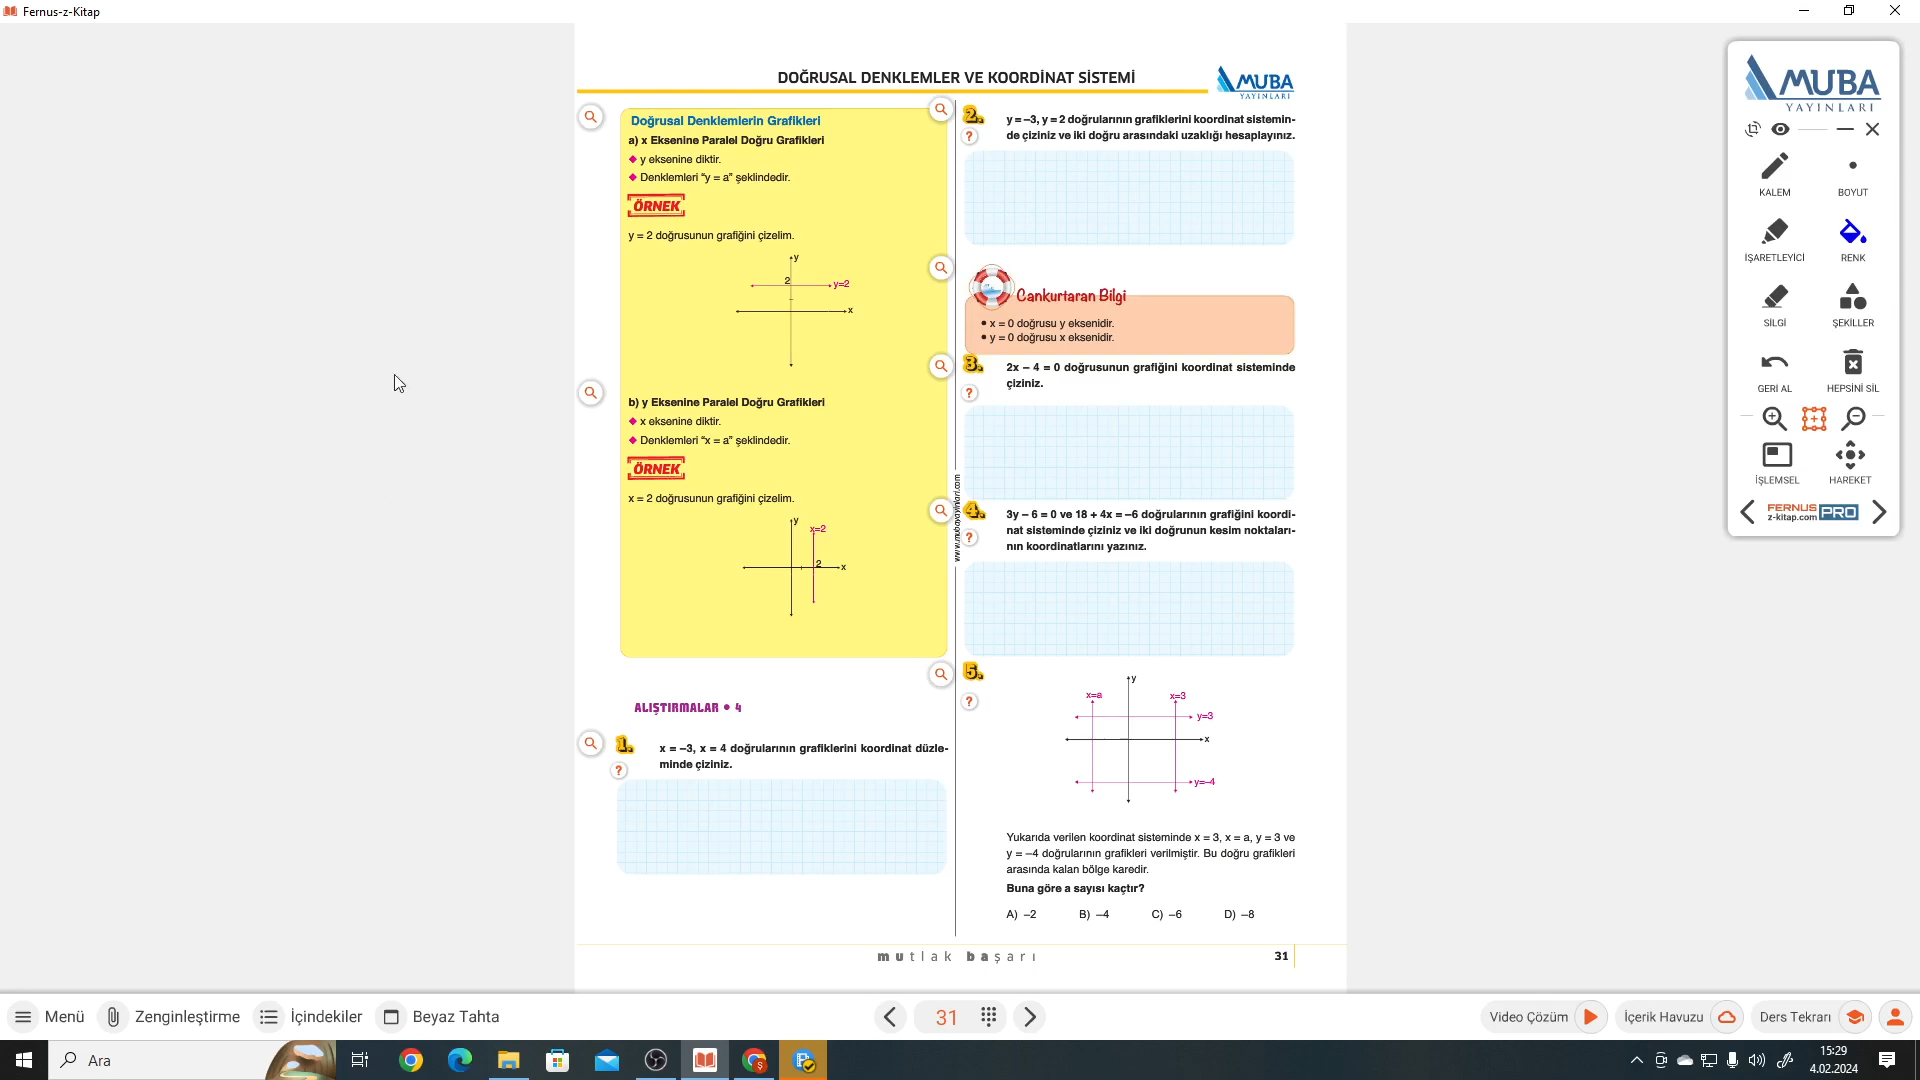 Fernus-z-Kitap
DOĞRUSAL DENKLEMLER VE KOORDİNAT SİSTEMİ
MUBA
YAYINLARI
Doğrusal Denklemlerin Grafikleri
a) x Eksenine Paralel Doğru Grafikleri
y eksenine diktir.
Denklemleri “y = a” şeklindedir.
ÖRNEK
y = 2 doğrusunun grafiğini çizelim.
y
2
y=2
x
b) y Eksenine Paralel Doğru Grafikleri
x eksenine diktir.
Denklemleri “x = a” şeklindedir.
ÖRNEK
x = 2 doğrusunun grafiğini çizelim.
y
x=2
2
x
ALIŞTIRMALAR • 4
1.
x = –3, x = 4 doğrularının grafiklerini koordinat düzle-
minde çiziniz.
?
www.mubayayinlari.com
2.
y = –3, y = 2 doğrularının grafiklerini koordinat sistemin-
de çiziniz ve iki doğru arasındaki uzaklığı hesaplayınız.
?
Cankurtaran Bilgi
• x = 0 doğrusu y eksenidir.
• y = 0 doğrusu x eksenidir.
3.
2x – 4 = 0 doğrusunun grafiğini koordinat sisteminde
çiziniz.
?
4.
3y – 6 = 0 ve 18 + 4x = –6 doğrularının grafiğini koordi-
nat sisteminde çiziniz ve iki doğrunun kesim noktaları-
nın koordinatlarını yazınız.
?
5.
?
y
x=a
x=3
y=3
x
y=–4
Yukarıda verilen koordinat sisteminde x = 3, x = a, y = 3 ve
y = –4 doğrularının grafikleri verilmiştir. Bu doğru grafikleri
arasında kalan bölge karedir.
Buna göre a sayısı kaçtır?
A) –2 B) –4 C) –6 D) –8
mutlak başarı
31
MUBA
YAYINLARI
KALEM BOYUT
İŞARETLEYİCİ RENK
SİLGİ ŞEKİLLER
GERİ AL HEPSİNİ SİL
İŞLEMSEL HAREKET
FERNUS
z-kitap.com PRO
Menü Zenginleştirme İçindekiler Beyaz Tahta 31 Video Çözüm İçerik Havuzu Ders Tekrarı
Ara
15:29
4.02.2024